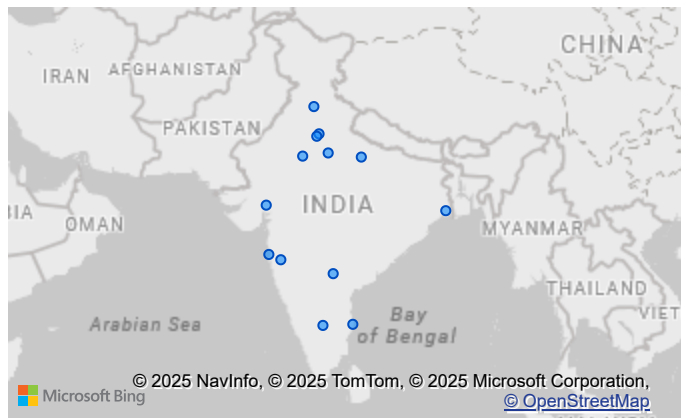 CHINA
IRAN
AFGHANISTAN
PAKISTAN
INDIA
IA
OMAN
MYANMAR
THAILAND
VIET
Arabian Sea
Bay
of Bengal
© 2025 NavInfo, © 2025 TomTom, © 2025 Microsoft Corporation,
Microsoft Bing
© OpenStreetMap